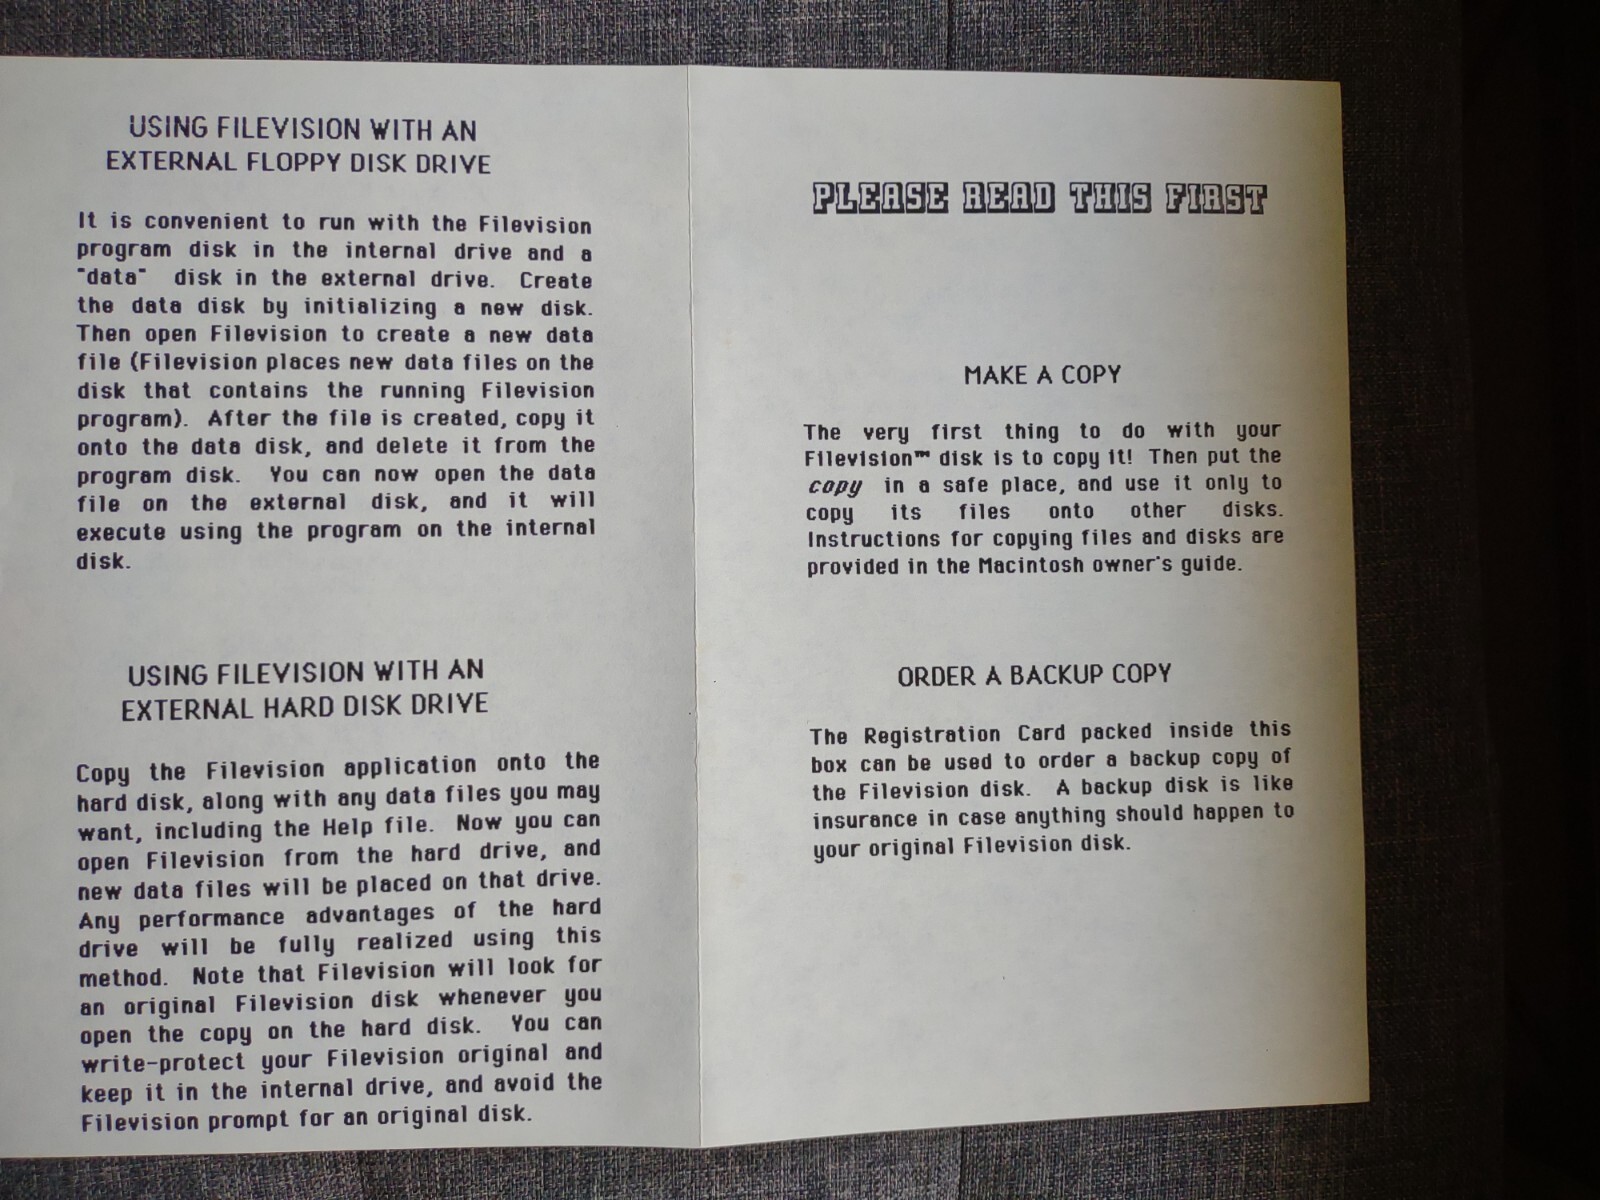 USING FILEVISION WITH AN
EXTERNAL FLOPPY DISK DRIVE
It is convenient to run with the Filevision
program disk in the internal drive and a
"data" disk in the external drive. Create
the data disk by initializing a new disk.
Then open Filevision to create a new data
file (Filevision places new data files on the
disk that contains the running Filevision
program). After the file is created, copy it
onto the data disk, and delete it from the
program disk. You can now open the data
file on the external disk, and it will
execute using the program on the internal
disk.
USING FILEVISION WITH AN
EXTERNAL HARD DISK DRIVE
Copy the Filevision application onto the
hard disk, along with any data files you may
want, including the Help file. Now you can
open Filevision from the hard drive, and
new data files will be placed on that drive.
Any performance advantages of the hard
drive will be fully realized using this
method. Note that Filevision will look for
an original Filevision disk whenever you
open the copy on the hard disk. You can
write-protect your Filevision original and
keep it in the internal drive, and avoid the
Filevision prompt for an original disk.
PLEASE READ THIS FIRST
MAKE A COPY
The very first thing to do with your
Filevision™ disk is to copy it! Then put the
copy in a safe place, and use it only to
copy its files onto other disks.
Instructions for copying files and disks are
provided in the Macintosh owner's guide.
ORDER A BACKUP COPY
The Registration Card packed inside this
box can be used to order a backup copy of
the Filevision disk. A backup disk is like
insurance in case anything should happen to
your original Filevision disk.